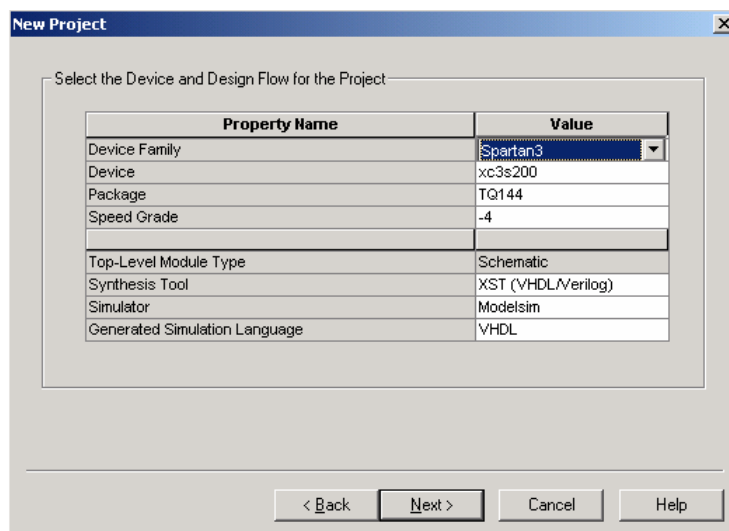 New Project
Select the Device and Design Flow for the Project
Property Name Value
Device Family Spartan3
Device xc3s200
Package TQ144
Speed Grade -4
Top-Level Module Type Schematic
Synthesis Tool XST (VHDL/Verilog)
Simulator Modelsim
Generated Simulation Language VHDL
< Back Next > Cancel Help